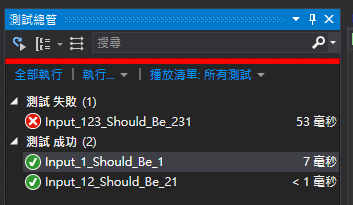 測試總管
搜尋
全部執行 | 執行... | 播放清單: 所有測試
測試 失敗 (1)
Input_123_Should_Be_231 53 毫秒
測試 成功 (2)
Input_1_Should_Be_1 7 毫秒
Input_12_Should_Be_21 < 1 毫秒